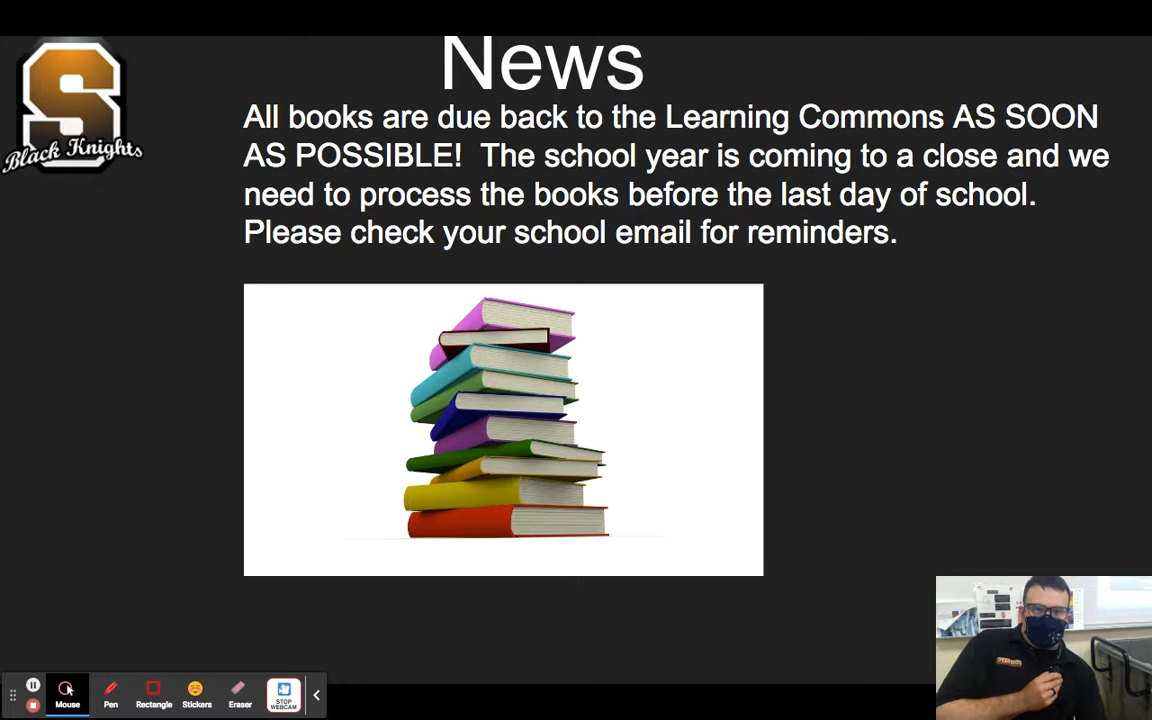 News
S
Black Knights
All books are due back to the Learning Commons AS SOON
AS POSSIBLE!  The school year is coming to a close and we
need to process the books before the last day of school.
Please check your school email for reminders.
Mouse
Pen
Rectangle
Stickers
Eraser
STOP
WEBCAM